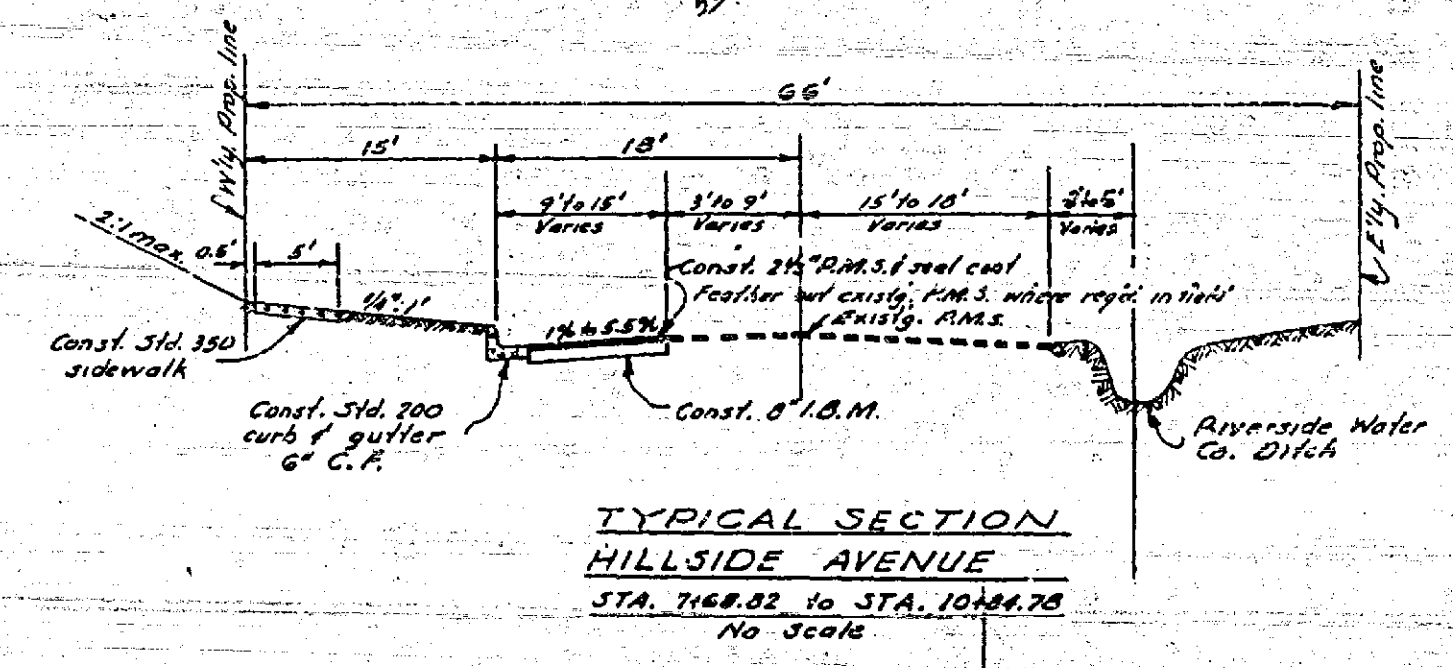 W'ly. Prop. line
66'
E'ly. Prop. line
15'
18'
9' to 15'
Varies
3' to 9'
Varies
15' to 18'
Varies
2' to 5'
Varies
2:1 max.
0.5'
5'
1/4":1'
Const. 2½" P.M.S. & seal coat
Feather out existg. P.M.S. where reqd. in field
Existg. P.M.S.
1% to 5.5%
Const. Std. 350
sidewalk
Const. Std. 200
curb & gutter
6" C.F.
Const. 8" I.B.M.
Riverside Water
Co. Ditch
TYPICAL SECTION
HILLSIDE AVENUE
STA. 7+68.82 to STA. 10+84.78
No Scale